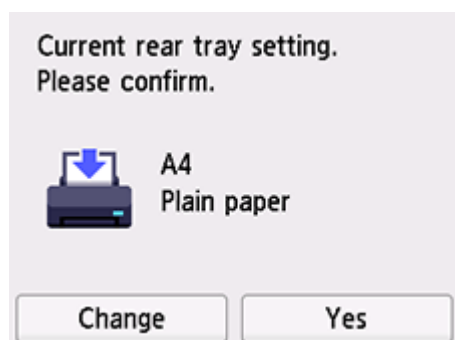 Current rear tray setting.
Please confirm.
A4
Plain paper
Change
Yes